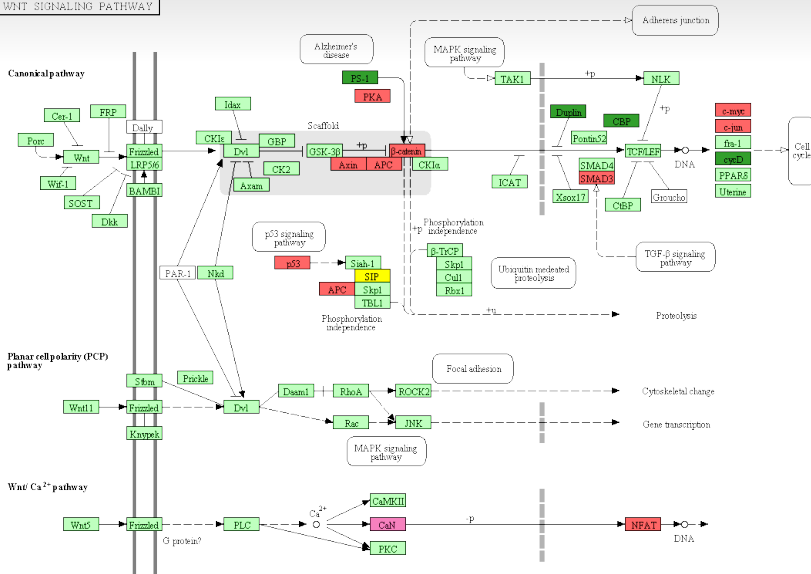 WNT SIGNALING PATHWAY
Adherens junction
Alzheimer's
disease
MAPK signaling
pathway
Canonical pathway
PS-1
PKA
TAK1
+p
NLK
Cer-1
FRP
Idax
Scaffold
Duplin
CBP
+p
c-myc
c-jun
fra-1
cycD
PPARδ
Uterine
Cell
cycle
Porc
Wnt
Dally
Frizzled
LRP5/6
BAMBI
CKIε
Dvl
GBP
CK2
Axam
GSK-3β
+p
β-catenin
Axin
APC
CKIα
Pontin52
SMAD4
SMAD3
TCF/LEF
DNA
Wif-1
SOST
Dkk
ICAT
Xsox17
CtBP
Groucho
p53 signaling
pathway
+p
Phosphorylation
independence
TGF-β signaling
pathway
PAR-1
Nkd
p53
Siah-1
SIP
APC
Skp1
TBL1
β-TrCP
Skp1
Cul1
Rbx1
Ubiquitin mediated
proteolysis
Phosphorylation
independence
+u
Proteolysis
Planar cell polarity (PCP)
pathway
Stbm
Prickle
Focal adhesion
Wnt11
Frizzled
Knypek
Dvl
Daam1
RhoA
ROCK2
Cytoskeletal change
Rac
JNK
Gene transcription
MAPK signaling
pathway
Wnt/ Ca2+ pathway
Wnt5
Frizzled
G protein?
PLC
Ca2+
CaMKII
CaN
PKC
-p
NFAT
DNA